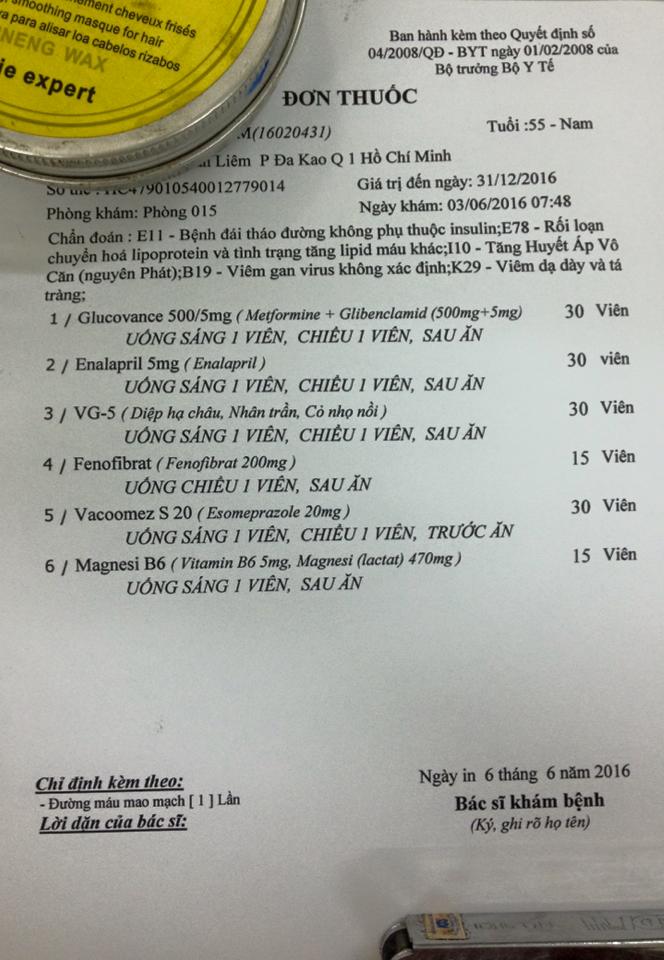 ement cheveux frisés
smoothing masque for hair
ra para alisar loa cabelos rizabos
NENG WAX
ie expert
Ban hành kèm theo Quyết định số
04/2008/QĐ - BYT ngày 01/02/2008 của
Bộ trưởng Bộ Y Tế
ĐƠN THUỐC
M(16020431)
Tuổi :55 - Nam
Liêm P Đa Kao Q 1 Hồ Chí Minh
79010540012779014
Giá trị đến ngày: 31/12/2016
Phòng khám: Phòng 015
Ngày khám: 03/06/2016 07:48
Chẩn đoán : E11 - Bệnh đái tháo đường không phụ thuộc insulin;E78 - Rối loạn
chuyển hoá lipoprotein và tình trạng tăng lipid máu khác;I10 - Tăng Huyết Áp Vô
Căn (nguyên Phát);B19 - Viêm gan virus không xác định;K29 - Viêm dạ dày và tá
tràng;
1 / Glucovance 500/5mg ( Metformine + Glibenclamid (500mg+5mg) 30 Viên
UỐNG SÁNG 1 VIÊN, CHIỀU 1 VIÊN, SAU ĂN
2 / Enalapril 5mg ( Enalapril ) 30 viên
UỐNG SÁNG 1 VIÊN, CHIỀU 1 VIÊN, SAU ĂN
3 / VG-5 ( Diệp hạ châu, Nhân trần, Cỏ nhọ nồi ) 30 Viên
UỐNG SÁNG 1 VIÊN, CHIỀU 1 VIÊN, SAU ĂN
4 / Fenofibrat ( Fenofibrat 200mg ) 15 Viên
UỐNG CHIỀU 1 VIÊN, SAU ĂN
5 / Vacoomez S 20 ( Esomeprazole 20mg ) 30 Viên
UỐNG SÁNG 1 VIÊN, CHIỀU 1 VIÊN, TRƯỚC ĂN
6 / Magnesi B6 ( Vitamin B6 5mg, Magnesi (lactat) 470mg ) 15 Viên
UỐNG SÁNG 1 VIÊN, SAU ĂN
Chỉ định kèm theo:
- Đường máu mao mạch [ 1 ] Lần
Lời dặn của bác sĩ:
Ngày in 6 tháng 6 năm 2016
Bác sĩ khám bệnh
(Ký, ghi rõ họ tên)